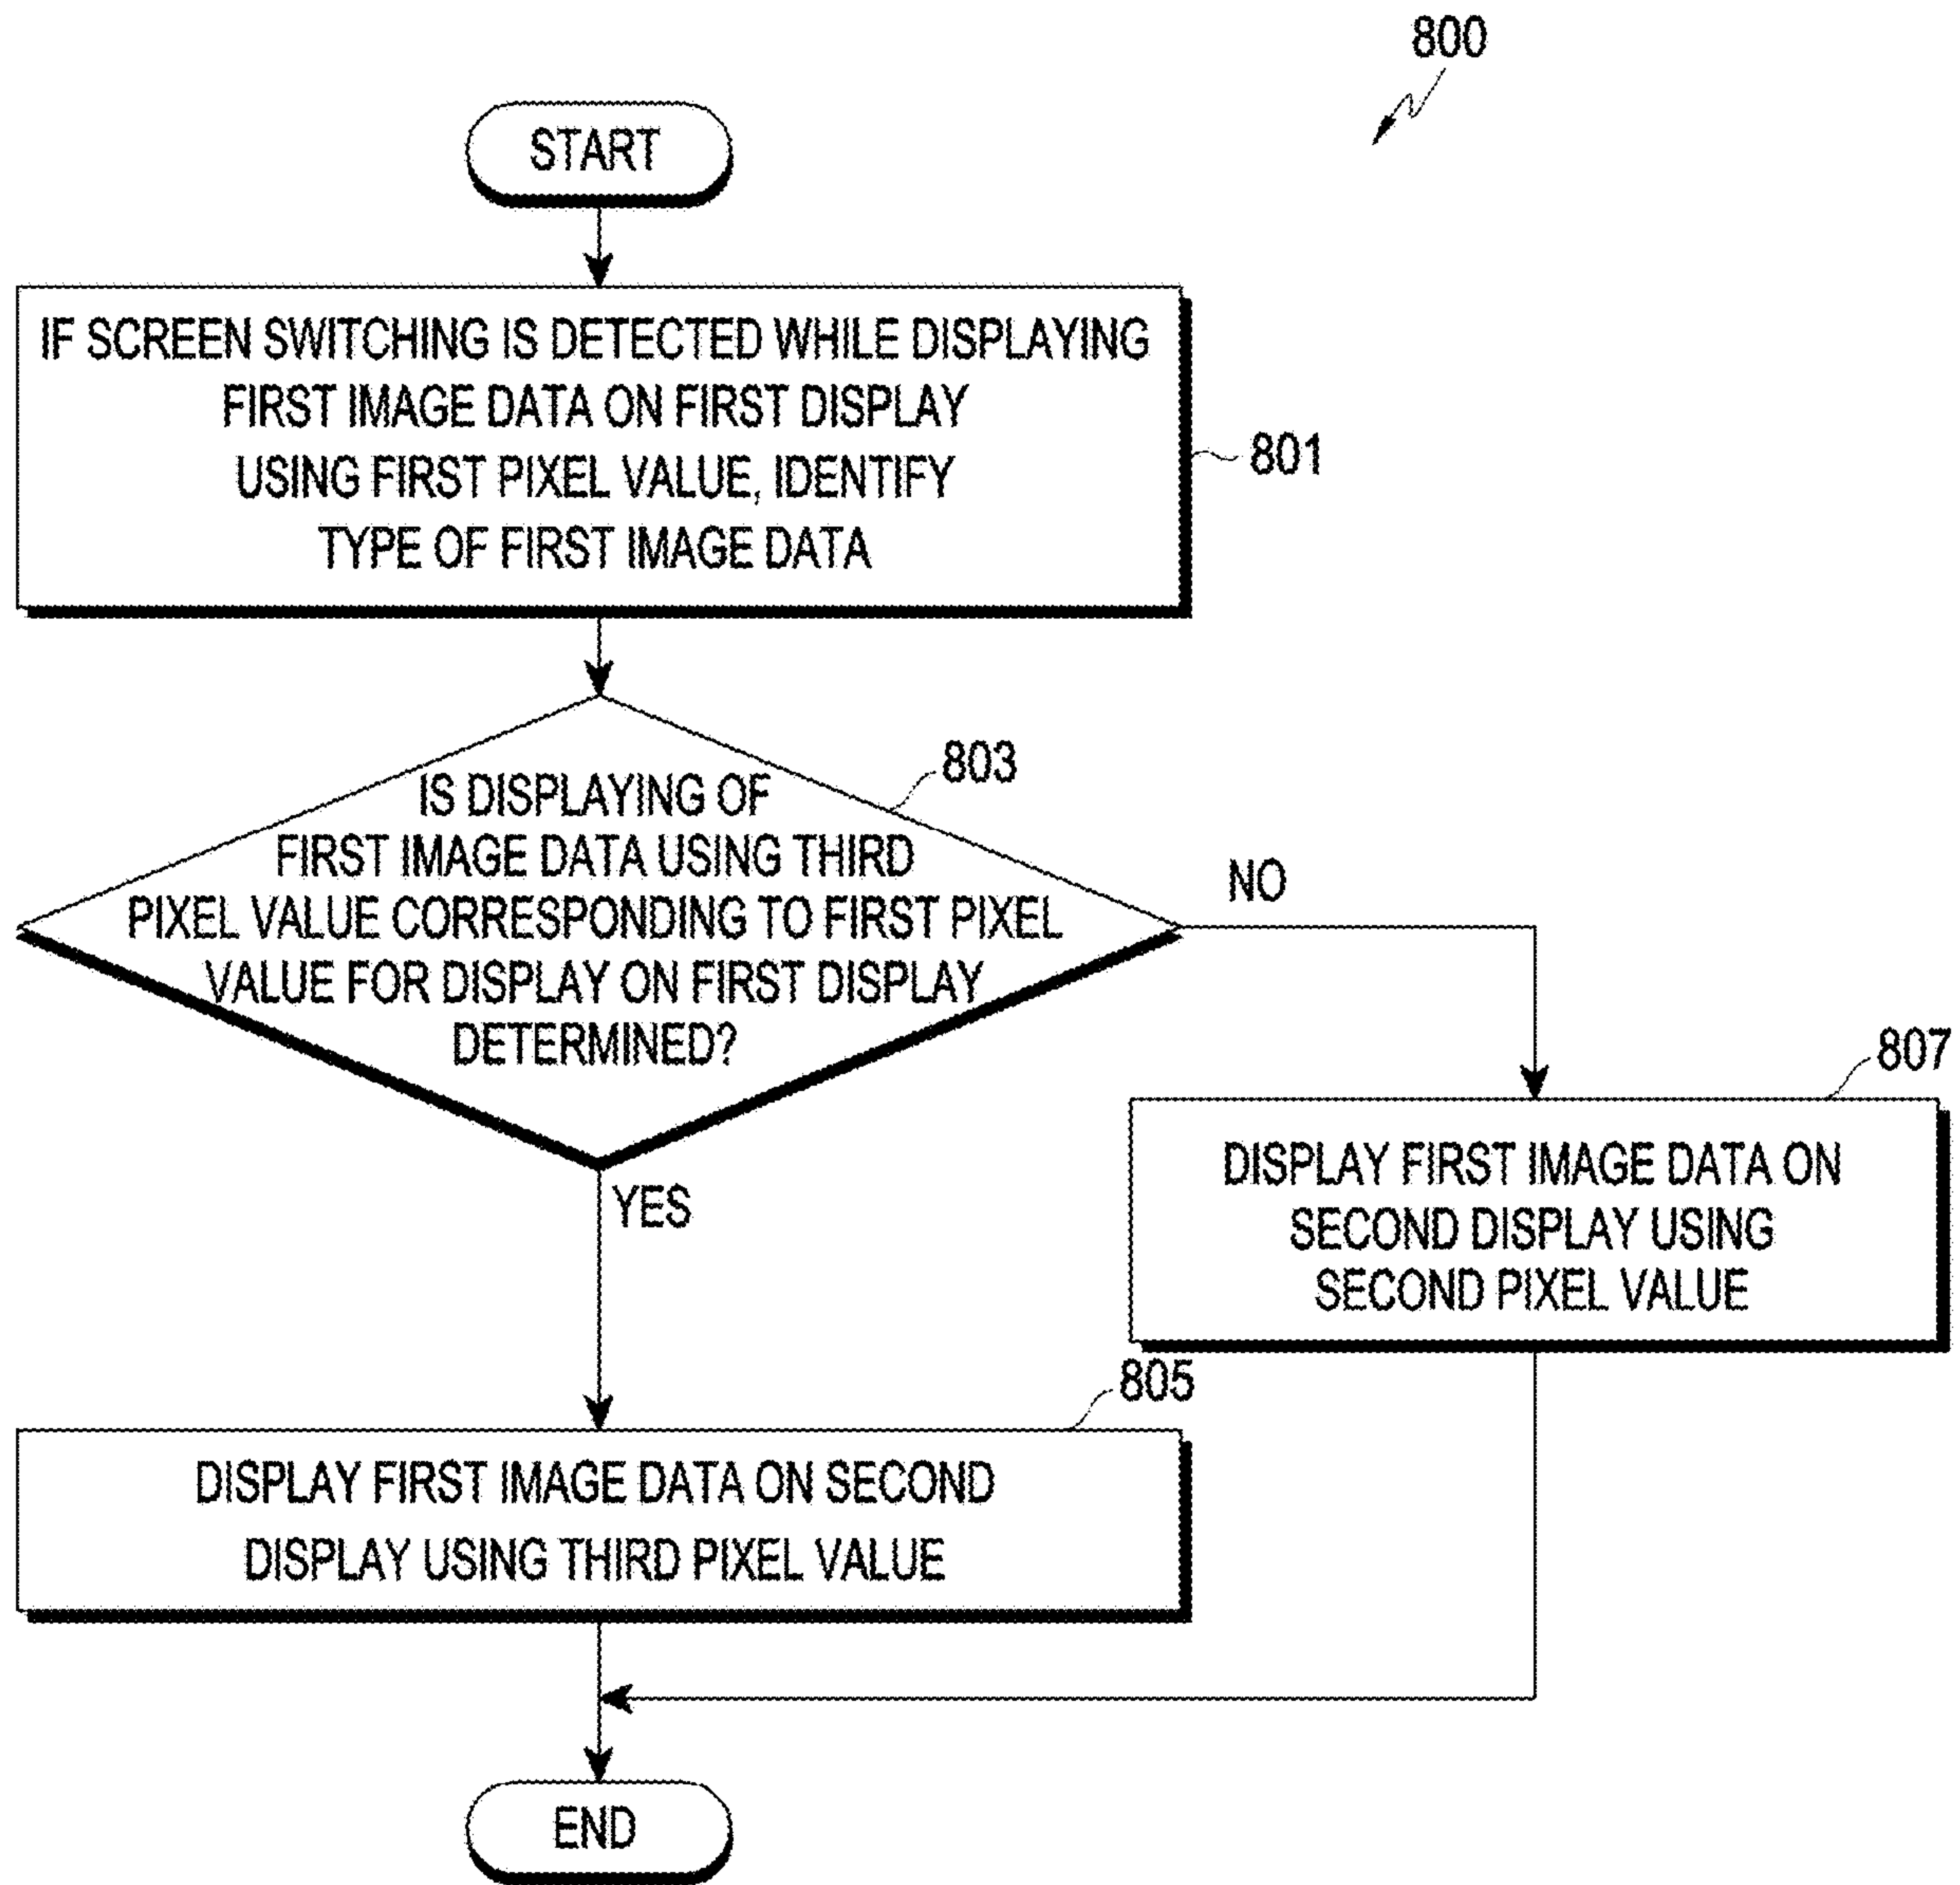 800
START
IF SCREEN SWITCHING IS DETECTED WHILE DISPLAYING
FIRST IMAGE DATA ON FIRST DISPLAY
USING FIRST PIXEL VALUE, IDENTIFY
TYPE OF FIRST IMAGE DATA
801
803
IS DISPLAYING OF
FIRST IMAGE DATA USING THIRD
PIXEL VALUE CORRESPONDING TO FIRST PIXEL
VALUE FOR DISPLAY ON FIRST DISPLAY
DETERMINED?
NO
YES
807
DISPLAY FIRST IMAGE DATA ON
SECOND DISPLAY USING
SECOND PIXEL VALUE
805
DISPLAY FIRST IMAGE DATA ON SECOND
DISPLAY USING THIRD PIXEL VALUE
END